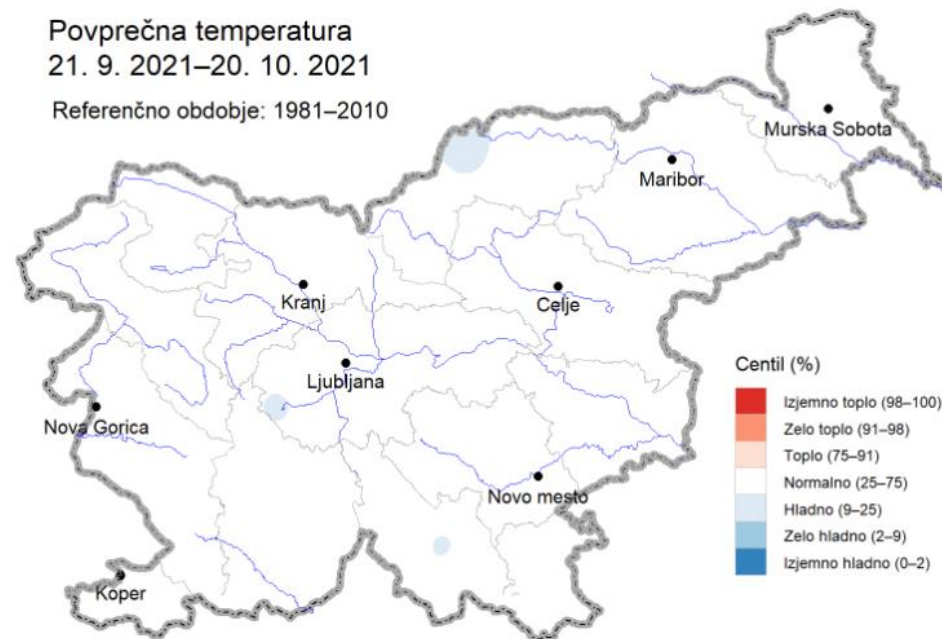 Povprečna temperatura
21. 9. 2021–20. 10. 2021
Referenčno obdobje: 1981–2010
Murska Sobota
Maribor
Kranj
Celje
Ljubljana
Nova Gorica
Novo mesto
Koper
Centil (%)
Izjemno toplo (98–100)
Zelo toplo (91–98)
Toplo (75–91)
Normalno (25–75)
Hladno (9–25)
Zelo hladno (2–9)
Izjemno hladno (0–2)